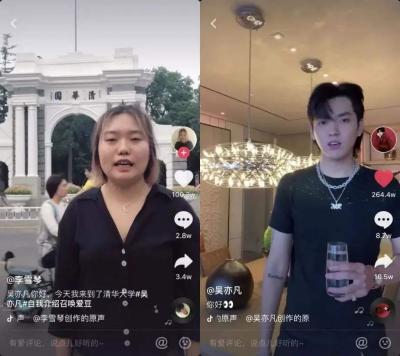 園華清
100.7w
2.8w
3.4w
@李雪琴
吴亦凡你好，今天我来到了清华大学#吴
亦凡#自我介绍召唤爱豆
声 @李雪琴创作的原声
有爱评论，说点儿好听的~
264.4w
8.7w
10.5w
@吴亦凡
你好👀
的原声 @吴亦凡创作的原声
有爱评论，说点儿好听的~